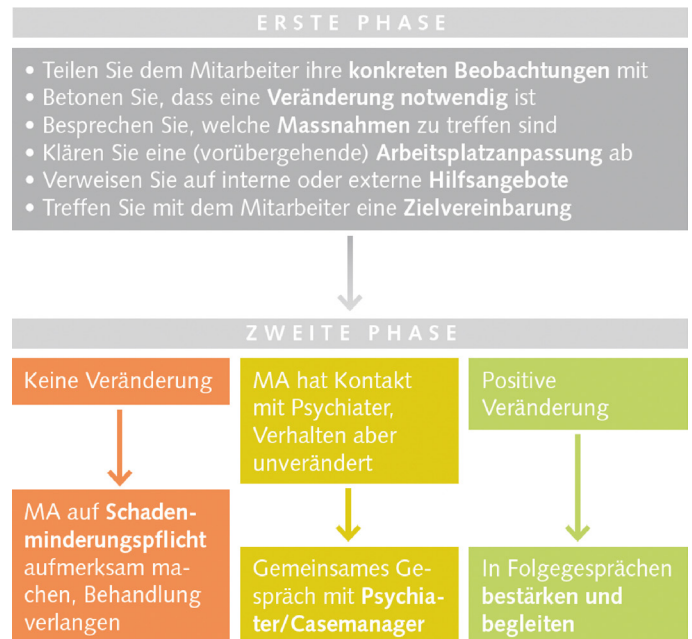 ERSTE PHASE
• Teilen Sie dem Mitarbeiter ihre konkreten Beobachtungen mit
• Betonen Sie, dass eine Veränderung notwendig ist
• Besprechen Sie, welche Massnahmen zu treffen sind
• Klären Sie eine (vorübergehende) Arbeitsplatzanpassung ab
• Verweisen Sie auf interne oder externe Hilfsangebote
• Treffen Sie mit dem Mitarbeiter eine Zielvereinbarung
ZWEITE PHASE
Keine Veränderung
MA auf Schaden-
minderungspflicht
aufmerksam ma-
chen, Behandlung
verlangen
MA hat Kontakt
mit Psychiater,
Verhalten aber
unverändert
Gemeinsames Ge-
spräch mit Psychia-
ter/Casemanager
Positive
Veränderung
In Folgegesprächen
bestärken und
begleiten